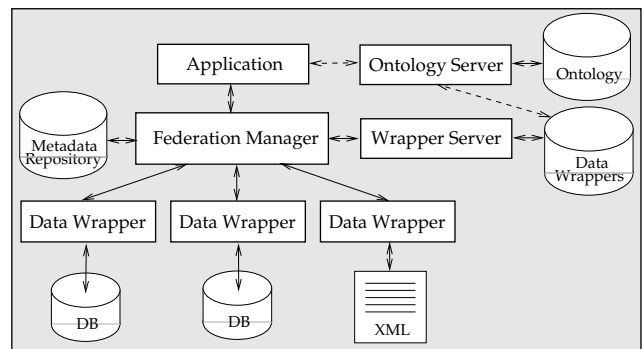 Application
Ontology Server
Ontology
Metadata
Repository
Federation Manager
Wrapper Server
Data
Wrappers
Data Wrapper
Data Wrapper
Data Wrapper
DB
DB
XML